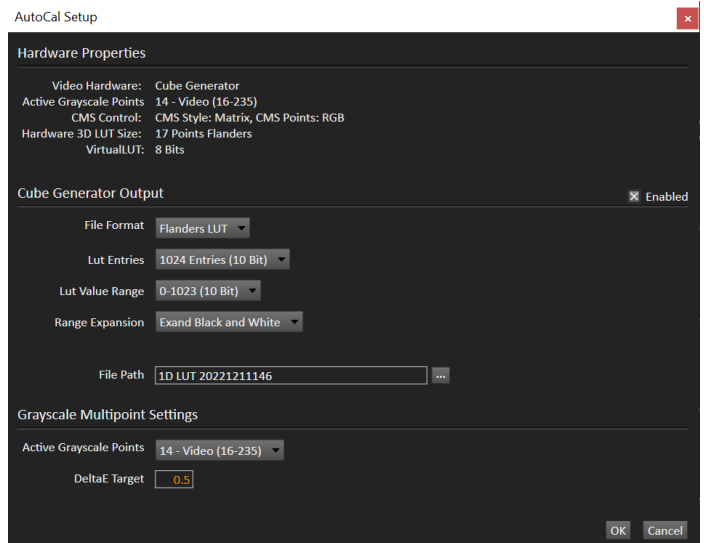 AutoCal Setup
×
Hardware Properties
Video Hardware: Cube Generator
Active Grayscale Points 14 - Video (16-235)
CMS Control: CMS Style: Matrix, CMS Points: RGB
Hardware 3D LUT Size: 17 Points Flanders
VirtualLUT: 8 Bits
Cube Generator Output
Enabled
File Format Flanders LUT
Lut Entries 1024 Entries (10 Bit)
Lut Value Range 0-1023 (10 Bit)
Range Expansion Exand Black and White
File Path 1D LUT 20221211146 ...
Grayscale Multipoint Settings
Active Grayscale Points 14 - Video (16-235)
DeltaE Target 0.5
OK Cancel